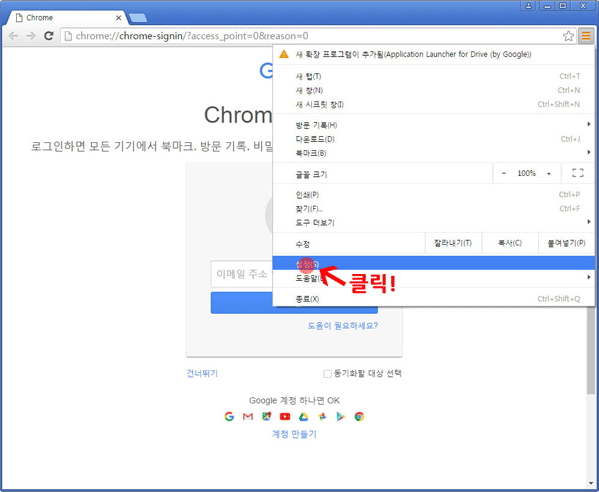 Chrome
chrome://chrome-signin/?access_point=0&reason=0
새 확장 프로그램이 추가됨(Application Launcher for Drive (by Google))
새 탭(T) Ctrl+T
새 창(N) Ctrl+N
새 시크릿 창(I) Ctrl+Shift+N
방문 기록(H)
다운로드(D) Ctrl+J
북마크(B)
글꼴 크기 - 100% +
인쇄(P) Ctrl+P
찾기(F)... Ctrl+F
도구 더보기
수정 잘라내기(T) 복사(C) 붙여넣기(P)
설정(S)
도움말(
종료(X) Ctrl+Shift+Q
클릭!
G
Chrom
로그인하면 모든 기기에서 북마크, 방문 기록, 비밀
이메일 주소
도움이 필요하세요?
건너뛰기 동기화할 대상 선택
Google 계정 하나면 OK
계정 만들기